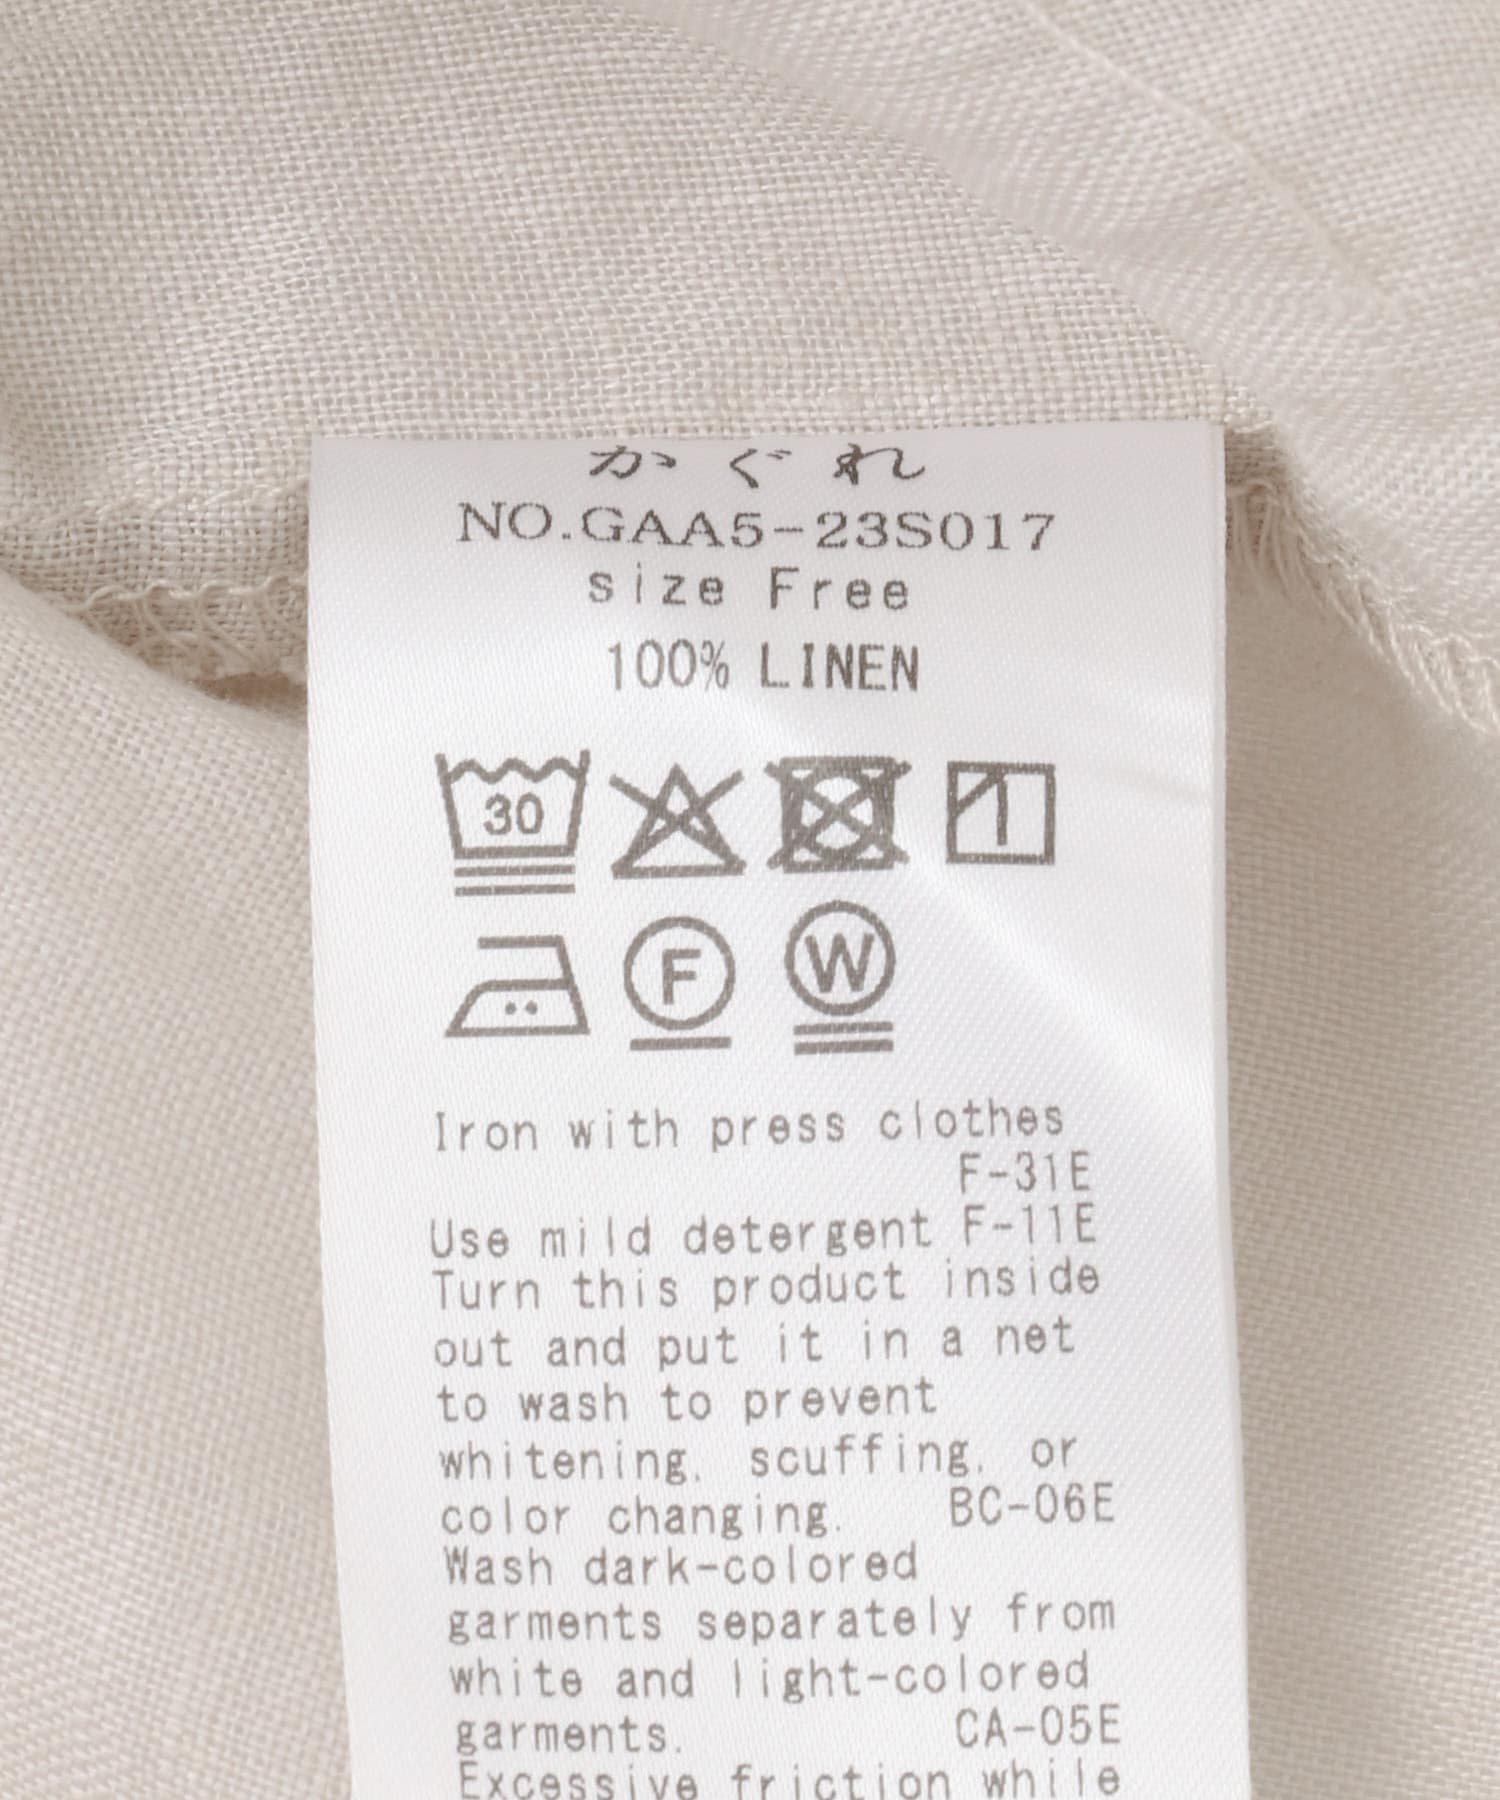 かぐれ
NO.GAA5-23S017
size Free
100% LINEN
30
F W
Iron with press clothes
F-31E
Use mild detergent F-11E
Turn this product inside
out and put it in a net
to wash to prevent
whitening, scuffing, or
color changing. BC-06E
Wash dark-colored
garments separately from
white and light-colored
garments. CA-05E
Excessive friction while